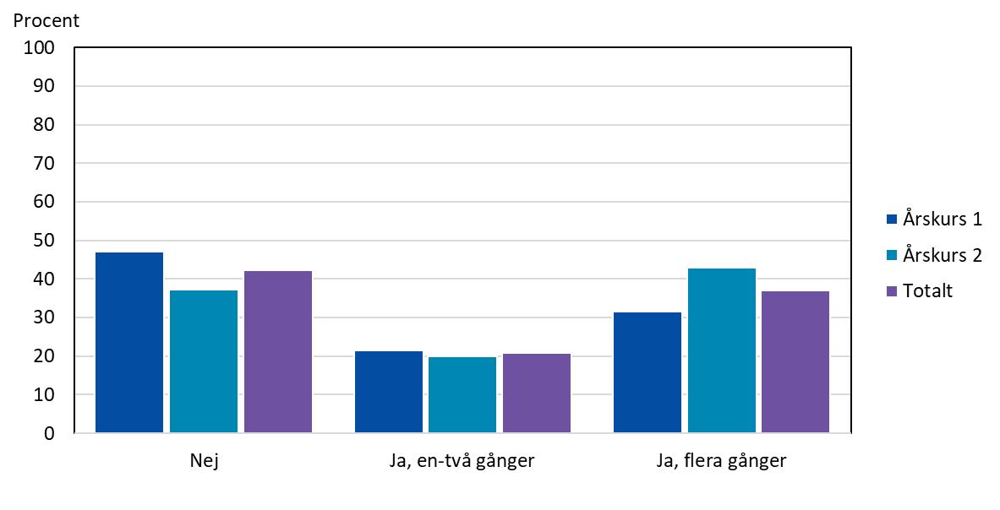 Procent
100
90
80
70
60
50
40
30
20
10
0
Nej
Ja, en-två gånger
Ja, flera gånger
Årskurs 1
Årskurs 2
Totalt